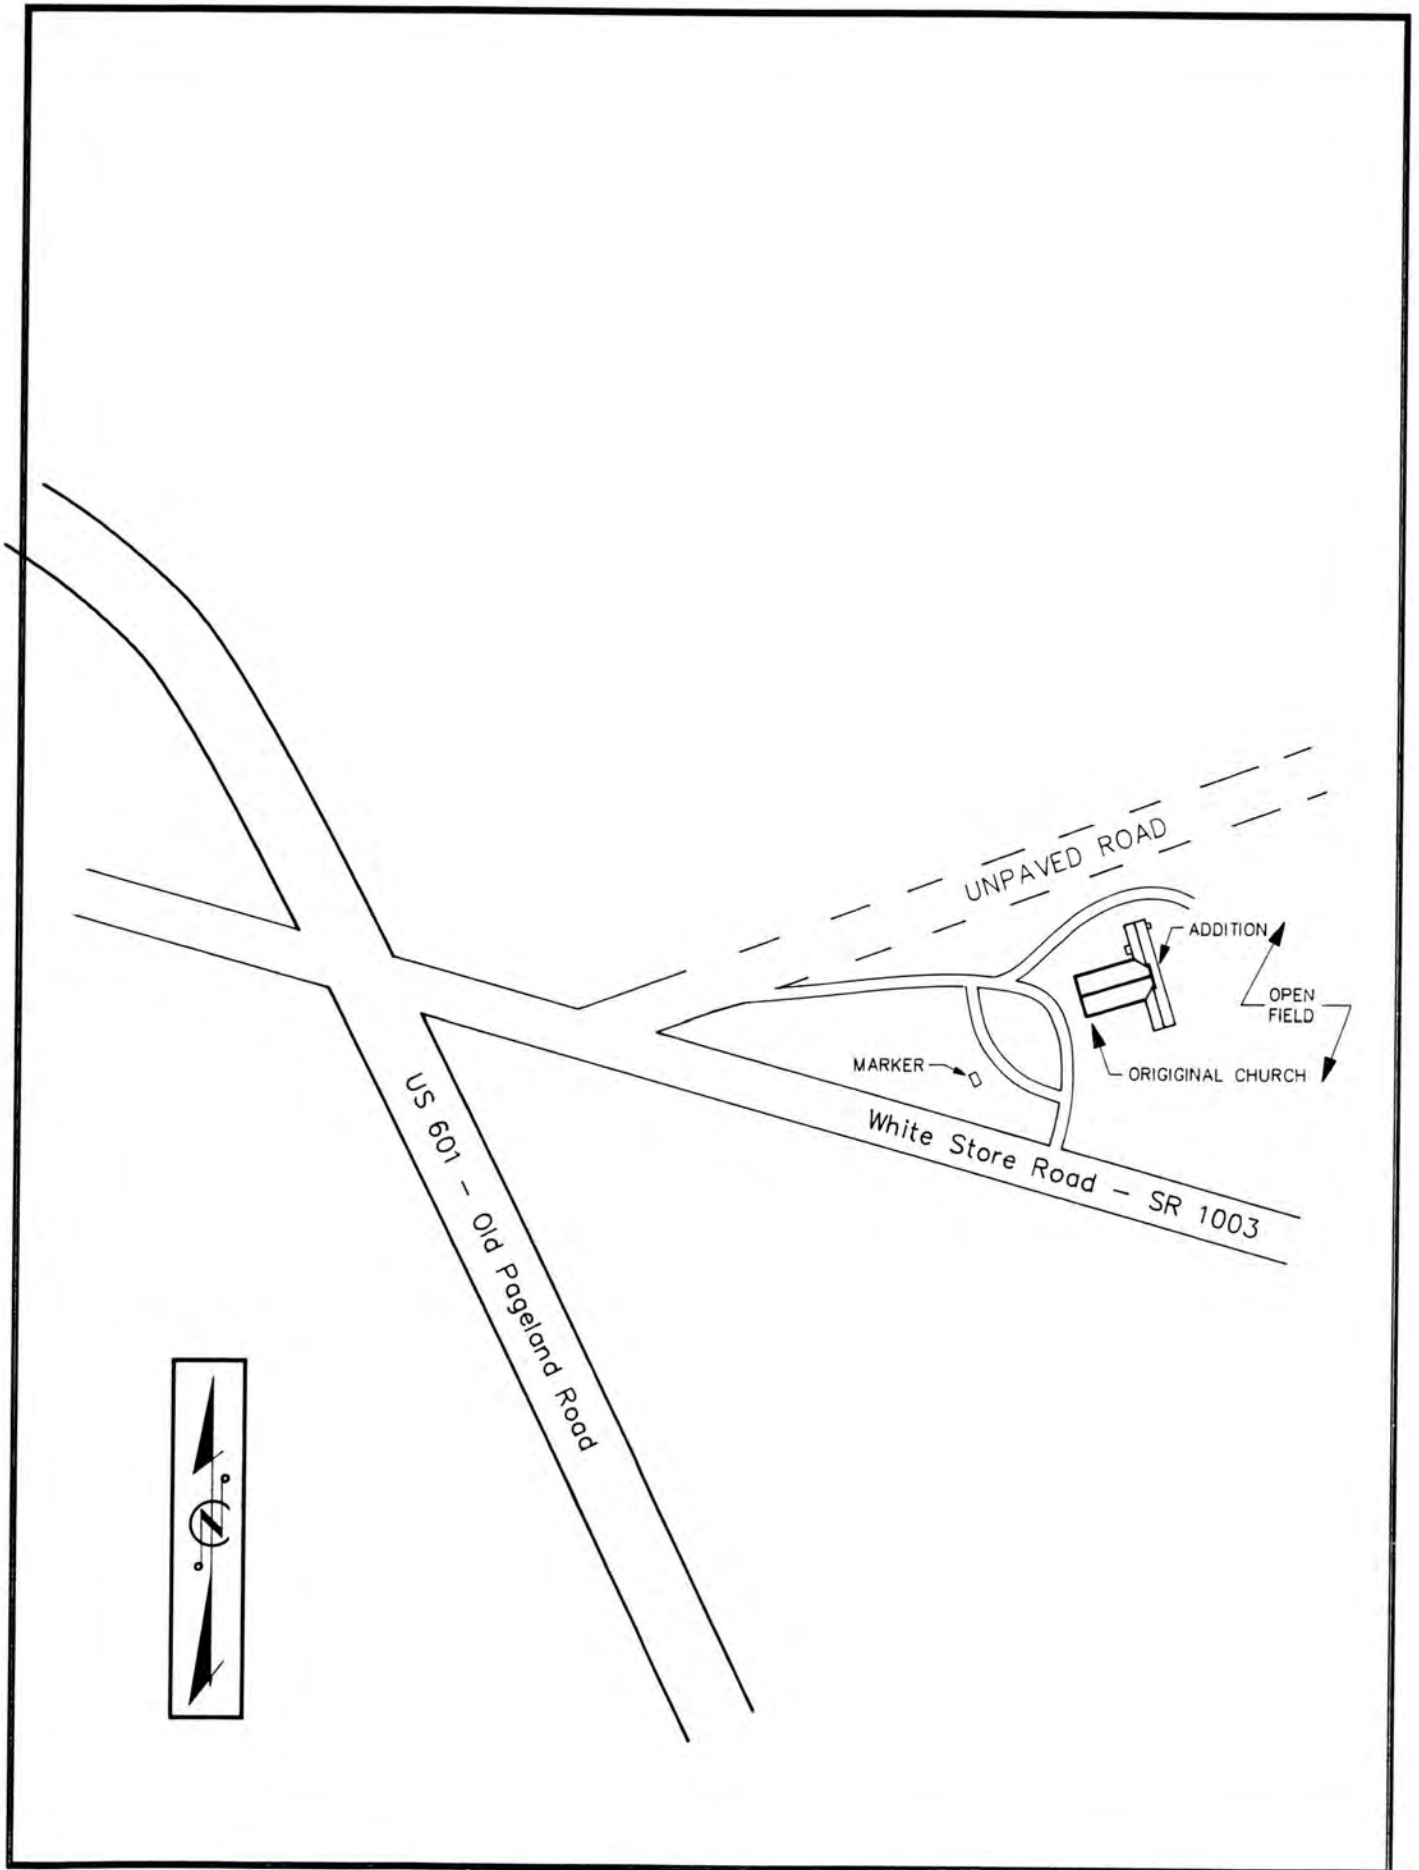 UNPAVED ROAD
ADDITION
OPEN
FIELD
MARKER
ORIGIGINAL CHURCH
White Store Road - SR 1003
US 601 - Old Pageland Road
N